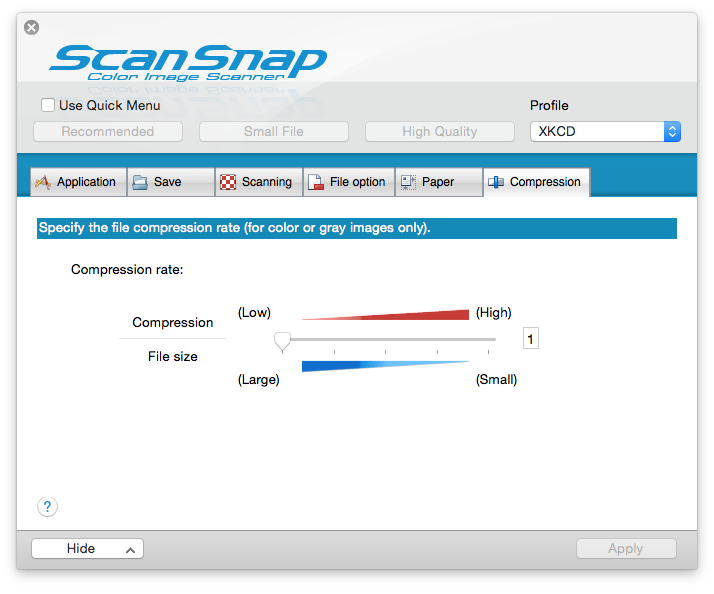 ScanSnap
Color Image Scanner
Use Quick Menu
Profile
Recommended Small File High Quality XKCD
Application Save Scanning File option Paper Compression
Specify the file compression rate (for color or gray images only).
Compression rate:
(Low) (High)
Compression
1
File size
(Large) (Small)
?
Hide Apply